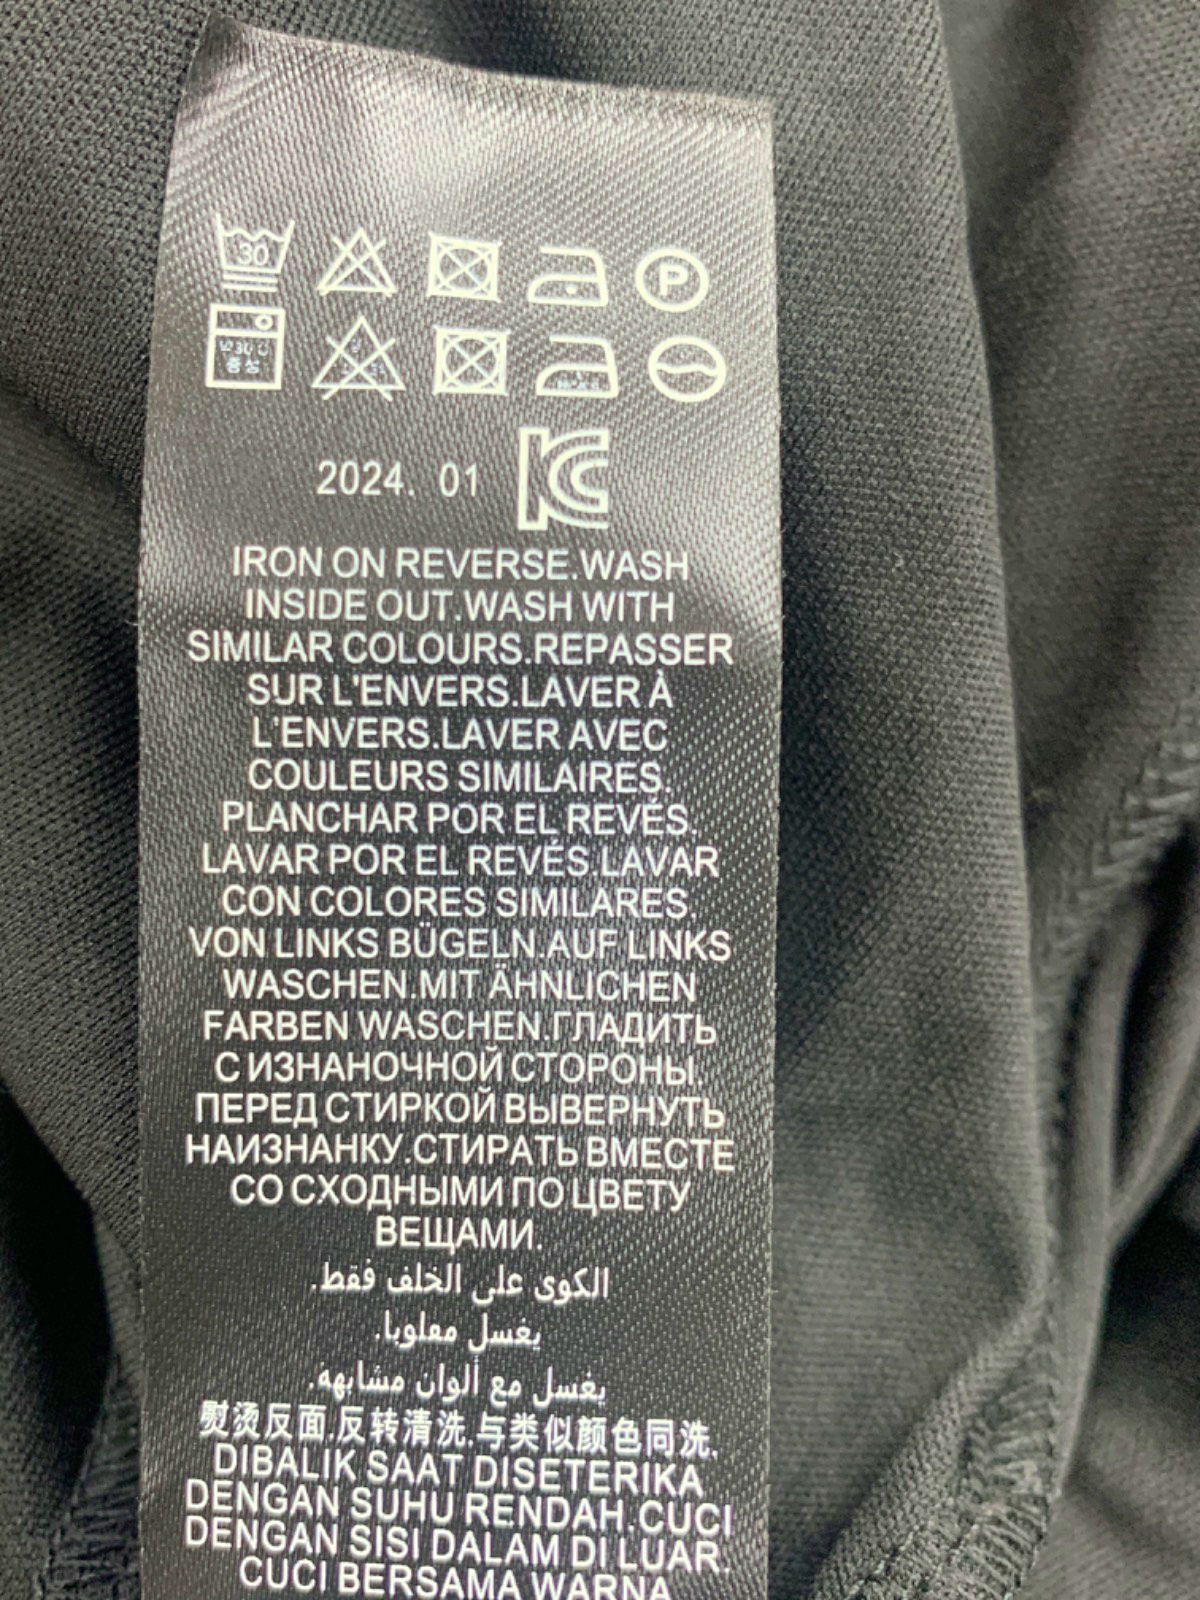 30
P
2024. 01
IRON ON REVERSE.WASH
INSIDE OUT.WASH WITH
SIMILAR COLOURS.REPASSER
SUR L'ENVERS.LAVER À
L'ENVERS.LAVER AVEC
COULEURS SIMILAIRES.
PLANCHAR POR EL REVÉS.
LAVAR POR EL REVÉS.LAVAR
CON COLORES SIMILARES.
VON LINKS BÜGELN.AUF LINKS
WASCHEN.MIT ÄHNLICHEN
FARBEN WASCHEN.ГЛАДИТЬ
С ИЗНАНОЧНОЙ СТОРОНЫ.
ПЕРЕД СТИРКОЙ ВЫВЕРНУТЬ
НАИЗНАНКУ.СТИРАТЬ ВМЕСТЕ
СО СХОДНЫМИ ПО ЦВЕТУ
ВЕЩАМИ.
الكوى على الخلف فقط.
يغسل مقلوبا.
يغسل مع ألوان مشابهه.
熨烫反面.反转清洗.与类似颜色同洗.
DIBALIK SAAT DISETERIKA
DENGAN SUHU RENDAH.CUCI
DENGAN SISI DALAM DI LUAR.
CUCI BERSAMA WARNA